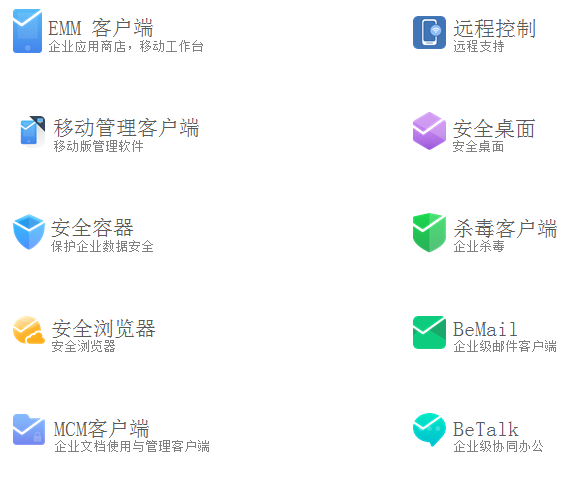 EMM 客户端
企业应用商店，移动工作台
远程控制
远程支持
移动管理客户端
移动版管理软件
安全桌面
安全桌面
安全容器
保护企业数据安全
杀毒客户端
企业杀毒
安全浏览器
安全浏览器
BeMail
企业级邮件客户端
MCM客户端
企业文档使用与管理客户端
BeTalk
企业级协同办公